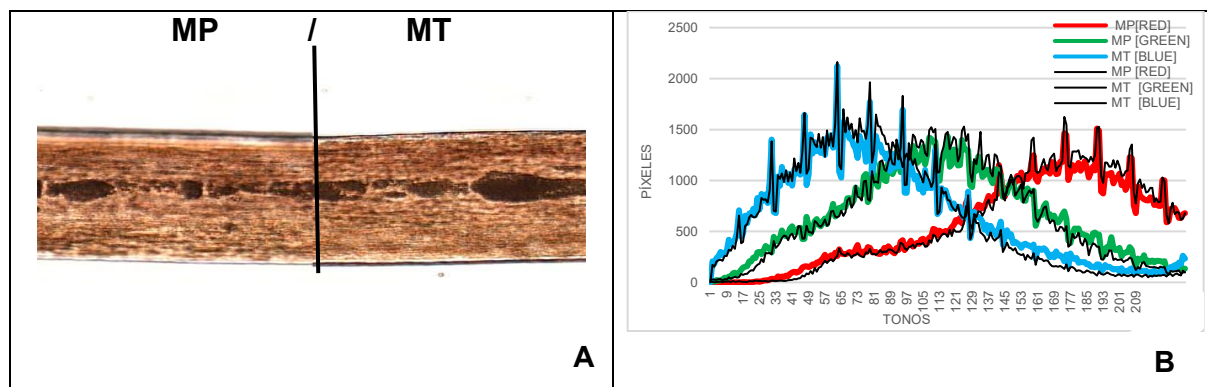 MP / MT
A
2500
2000
1500
1000
500
0
PÍXELES
1 9 17 25 33 41 49 57 65 73 81 89 97 105 113 121 129 137 145 153 161 169 177 185 193 201 209
TONOS
MP[RED]
MP [GREEN]
MT [BLUE]
MP [RED]
MT [GREEN]
MT [BLUE]
B